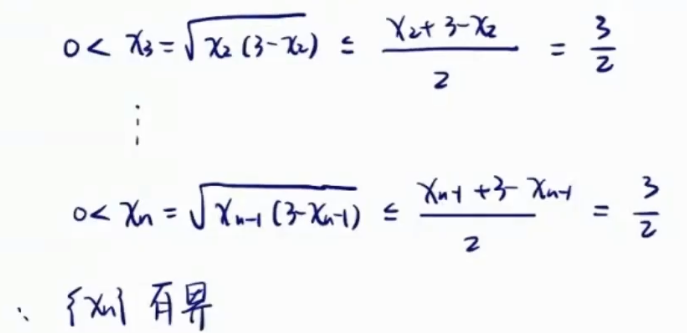 0 < x₃ = √(x₂(3-x₂)) ≤ (x₂+3-x₂)/2 = 3/2
⋮
0 < xₙ = √(xₙ₋₁(3-xₙ₋₁)) ≤ (xₙ₋₁+3-xₙ₋₁)/2 = 3/2
∴ {xₙ} 有界